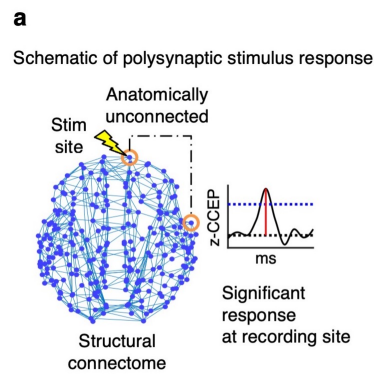 a
Schematic of polysynaptic stimulus response
Anatomically
unconnected
Stim
site
z-CCEP
ms
Significant
response
at recording site
Structural
connectome